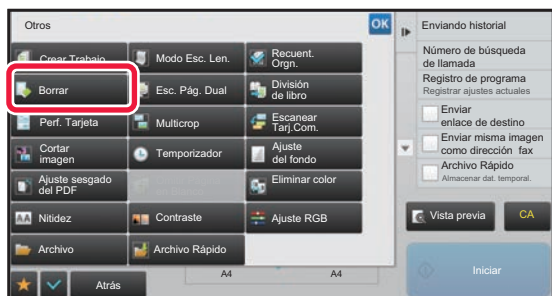 Otros
OK
Crear Trabajo
Modo Esc. Len.
Recuent.
Orgn.
Borrar
Esc. Pág. Dual
División
de libro
Perf. Tarjeta
Multicrop
Escanear
Tarj.Com.
Cortar
imagen
Temporizador
Ajuste
del fondo
Ajuste sesgado
del PDF
Eliminar color
Nitidez
Contraste
Ajuste RGB
Archivo
Archivo Rápido
Atrás
A4
A4
Enviando historial
Número de búsqueda
de llamada
Registro de programa
Registrar ajustes actuales
Enviar
enlace de destino
Enviar misma imagen
como dirección fax
Archivo Rápido
Almacenar dat. temporal.
Vista previa
CA
Iniciar